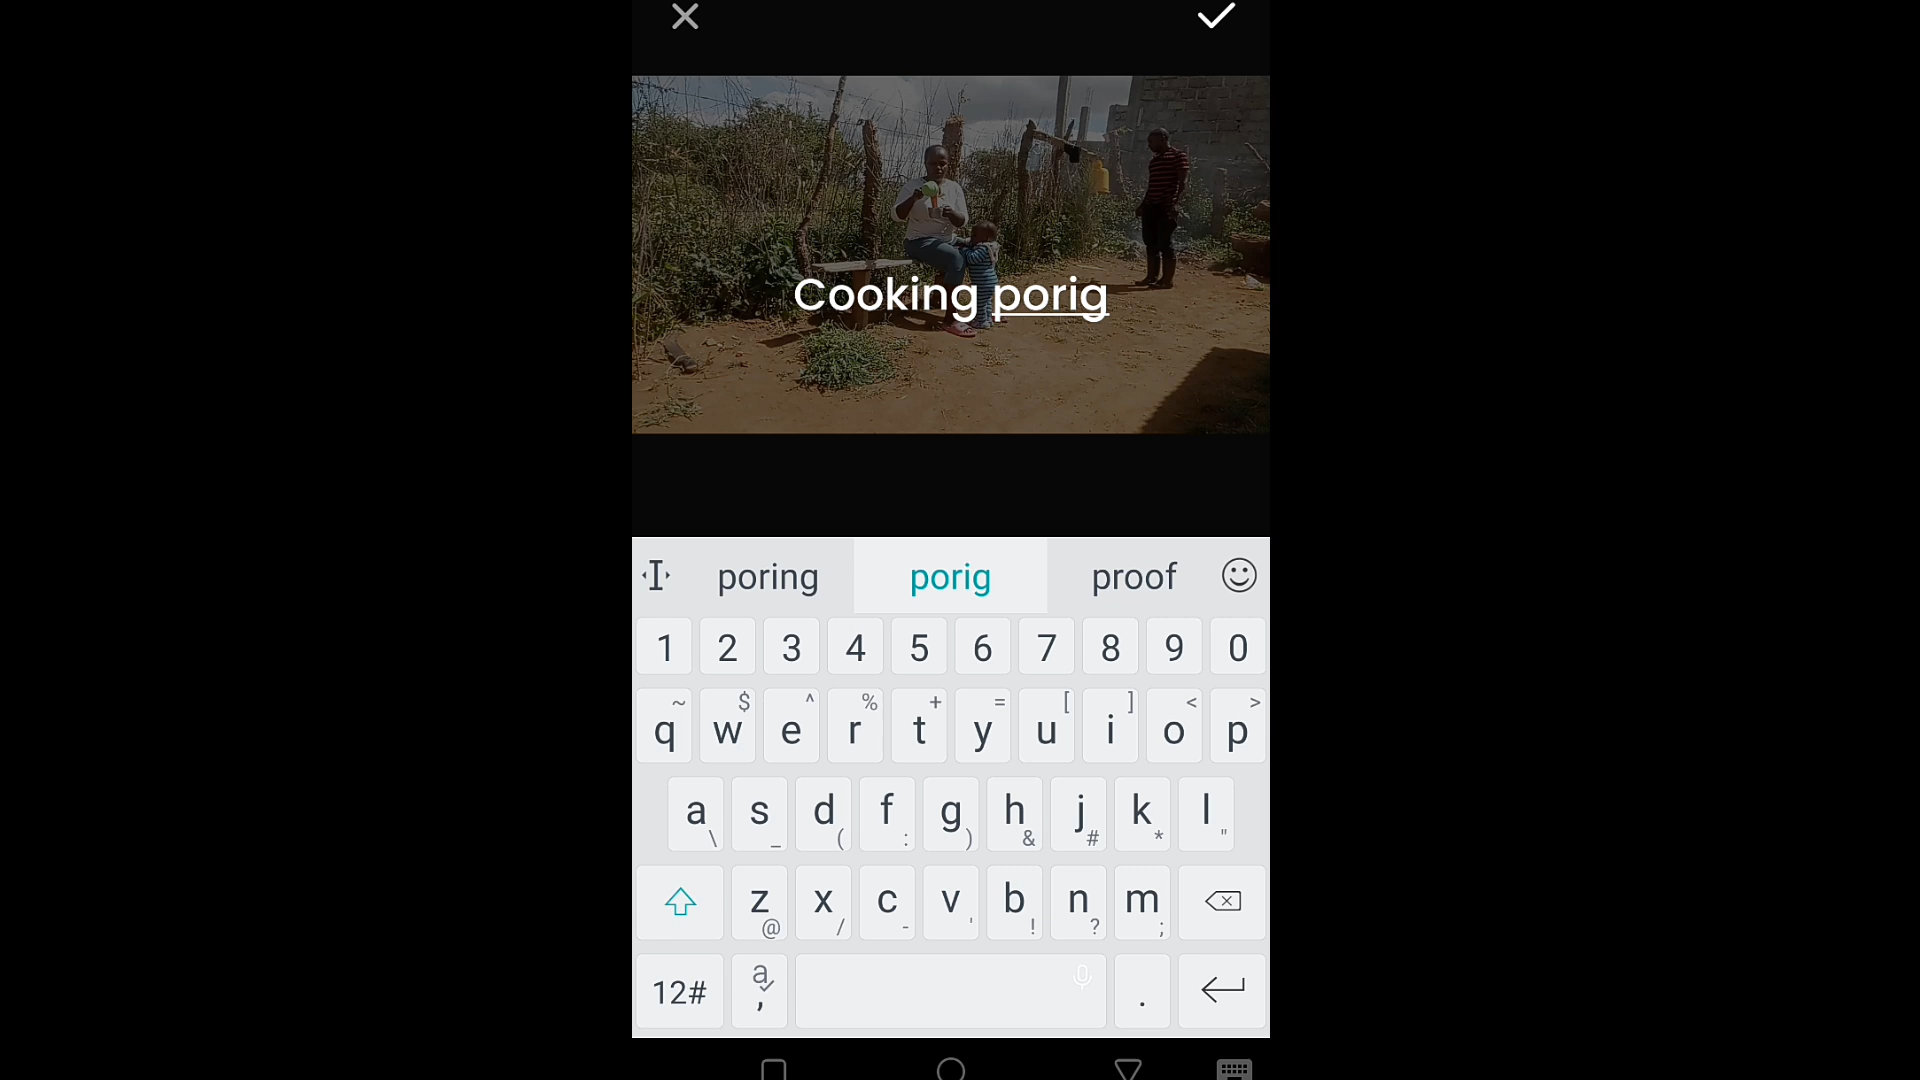 Cooking porig
poring porig proof
1 2 3 4 5 6 7 8 9 0
~ $ ^ % + = [ ] < >
q w e r t y u i o p
a s d f g h j k l
\ _ ( : ) & # * "
z x c v b n m
@ / - ' ! ? ;
12# a , .